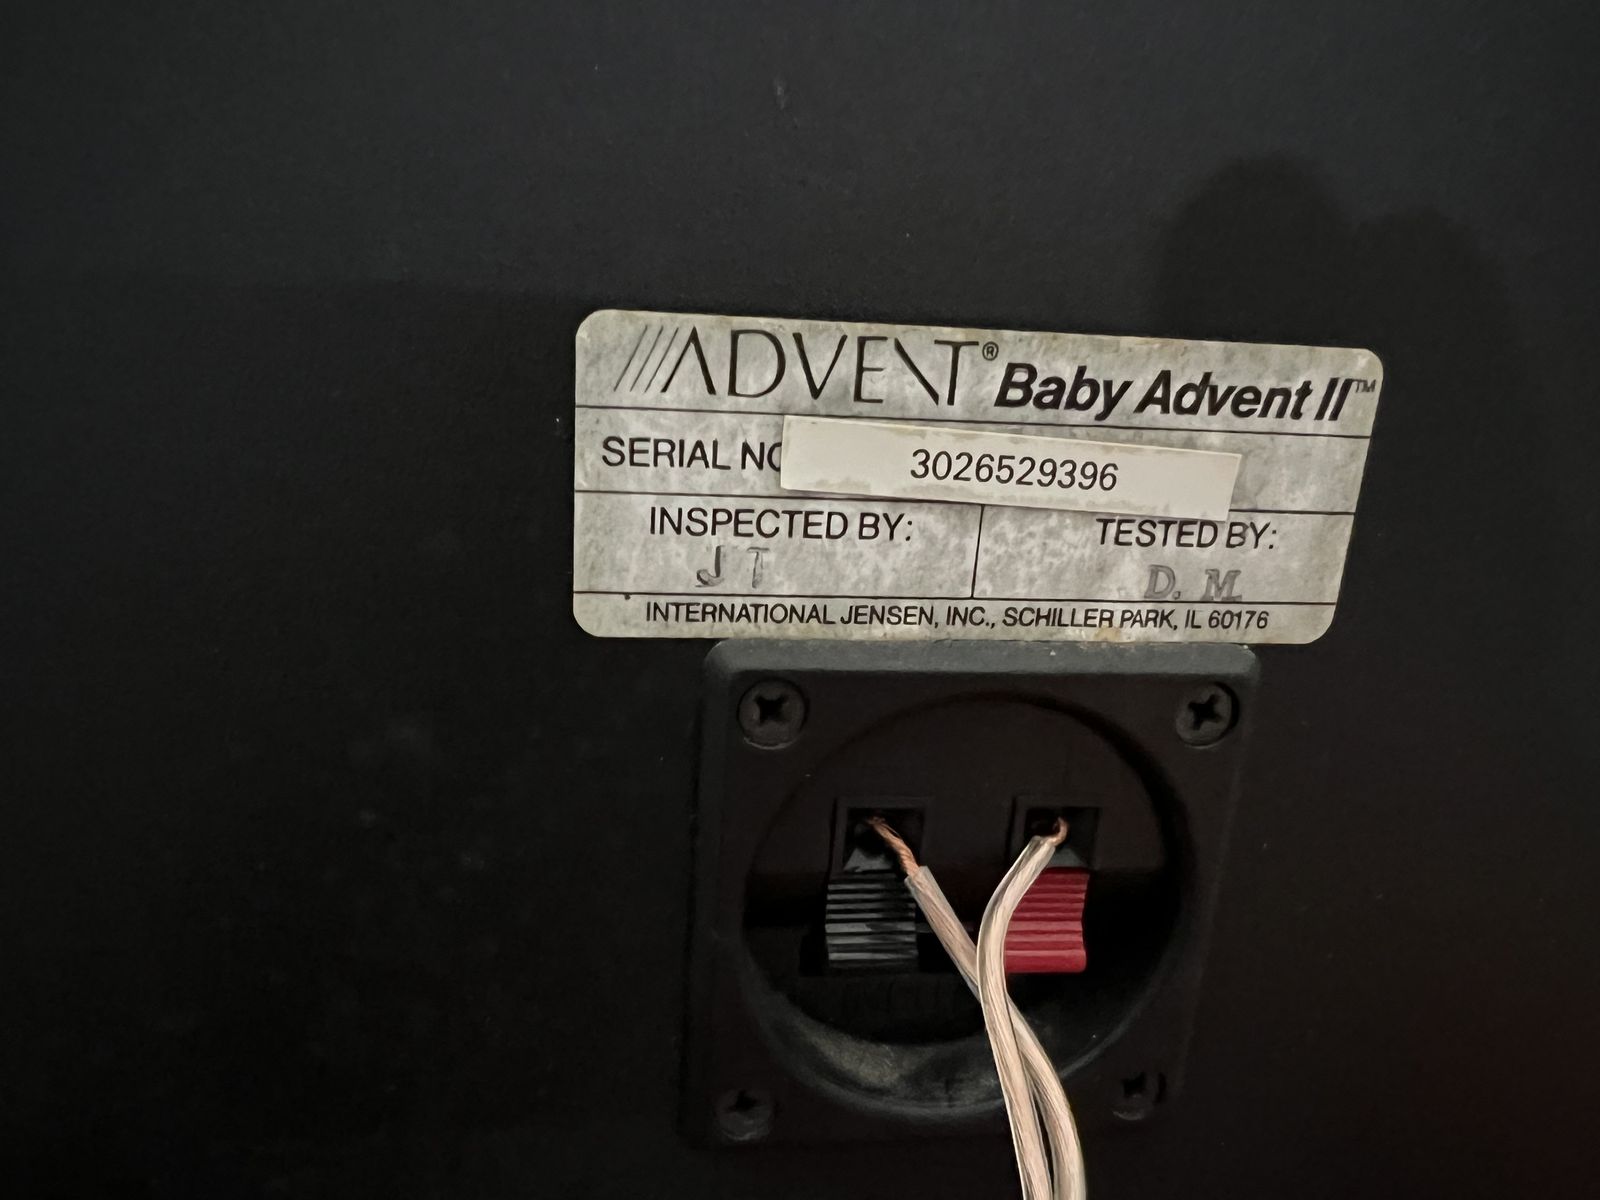 ADVENT® Baby Advent II™
SERIAL NO 3026529396
INSPECTED BY: TESTED BY:
JT D. M.
INTERNATIONAL JENSEN, INC., SCHILLER PARK, IL 60176